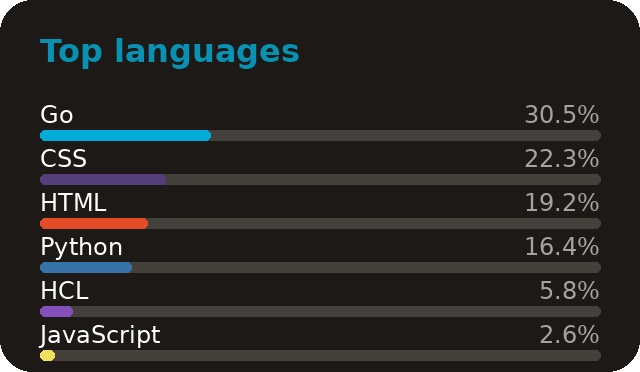 Top languages
Go 30.5%
CSS 22.3%
HTML 19.2%
Python 16.4%
HCL 5.8%
JavaScript 2.6%